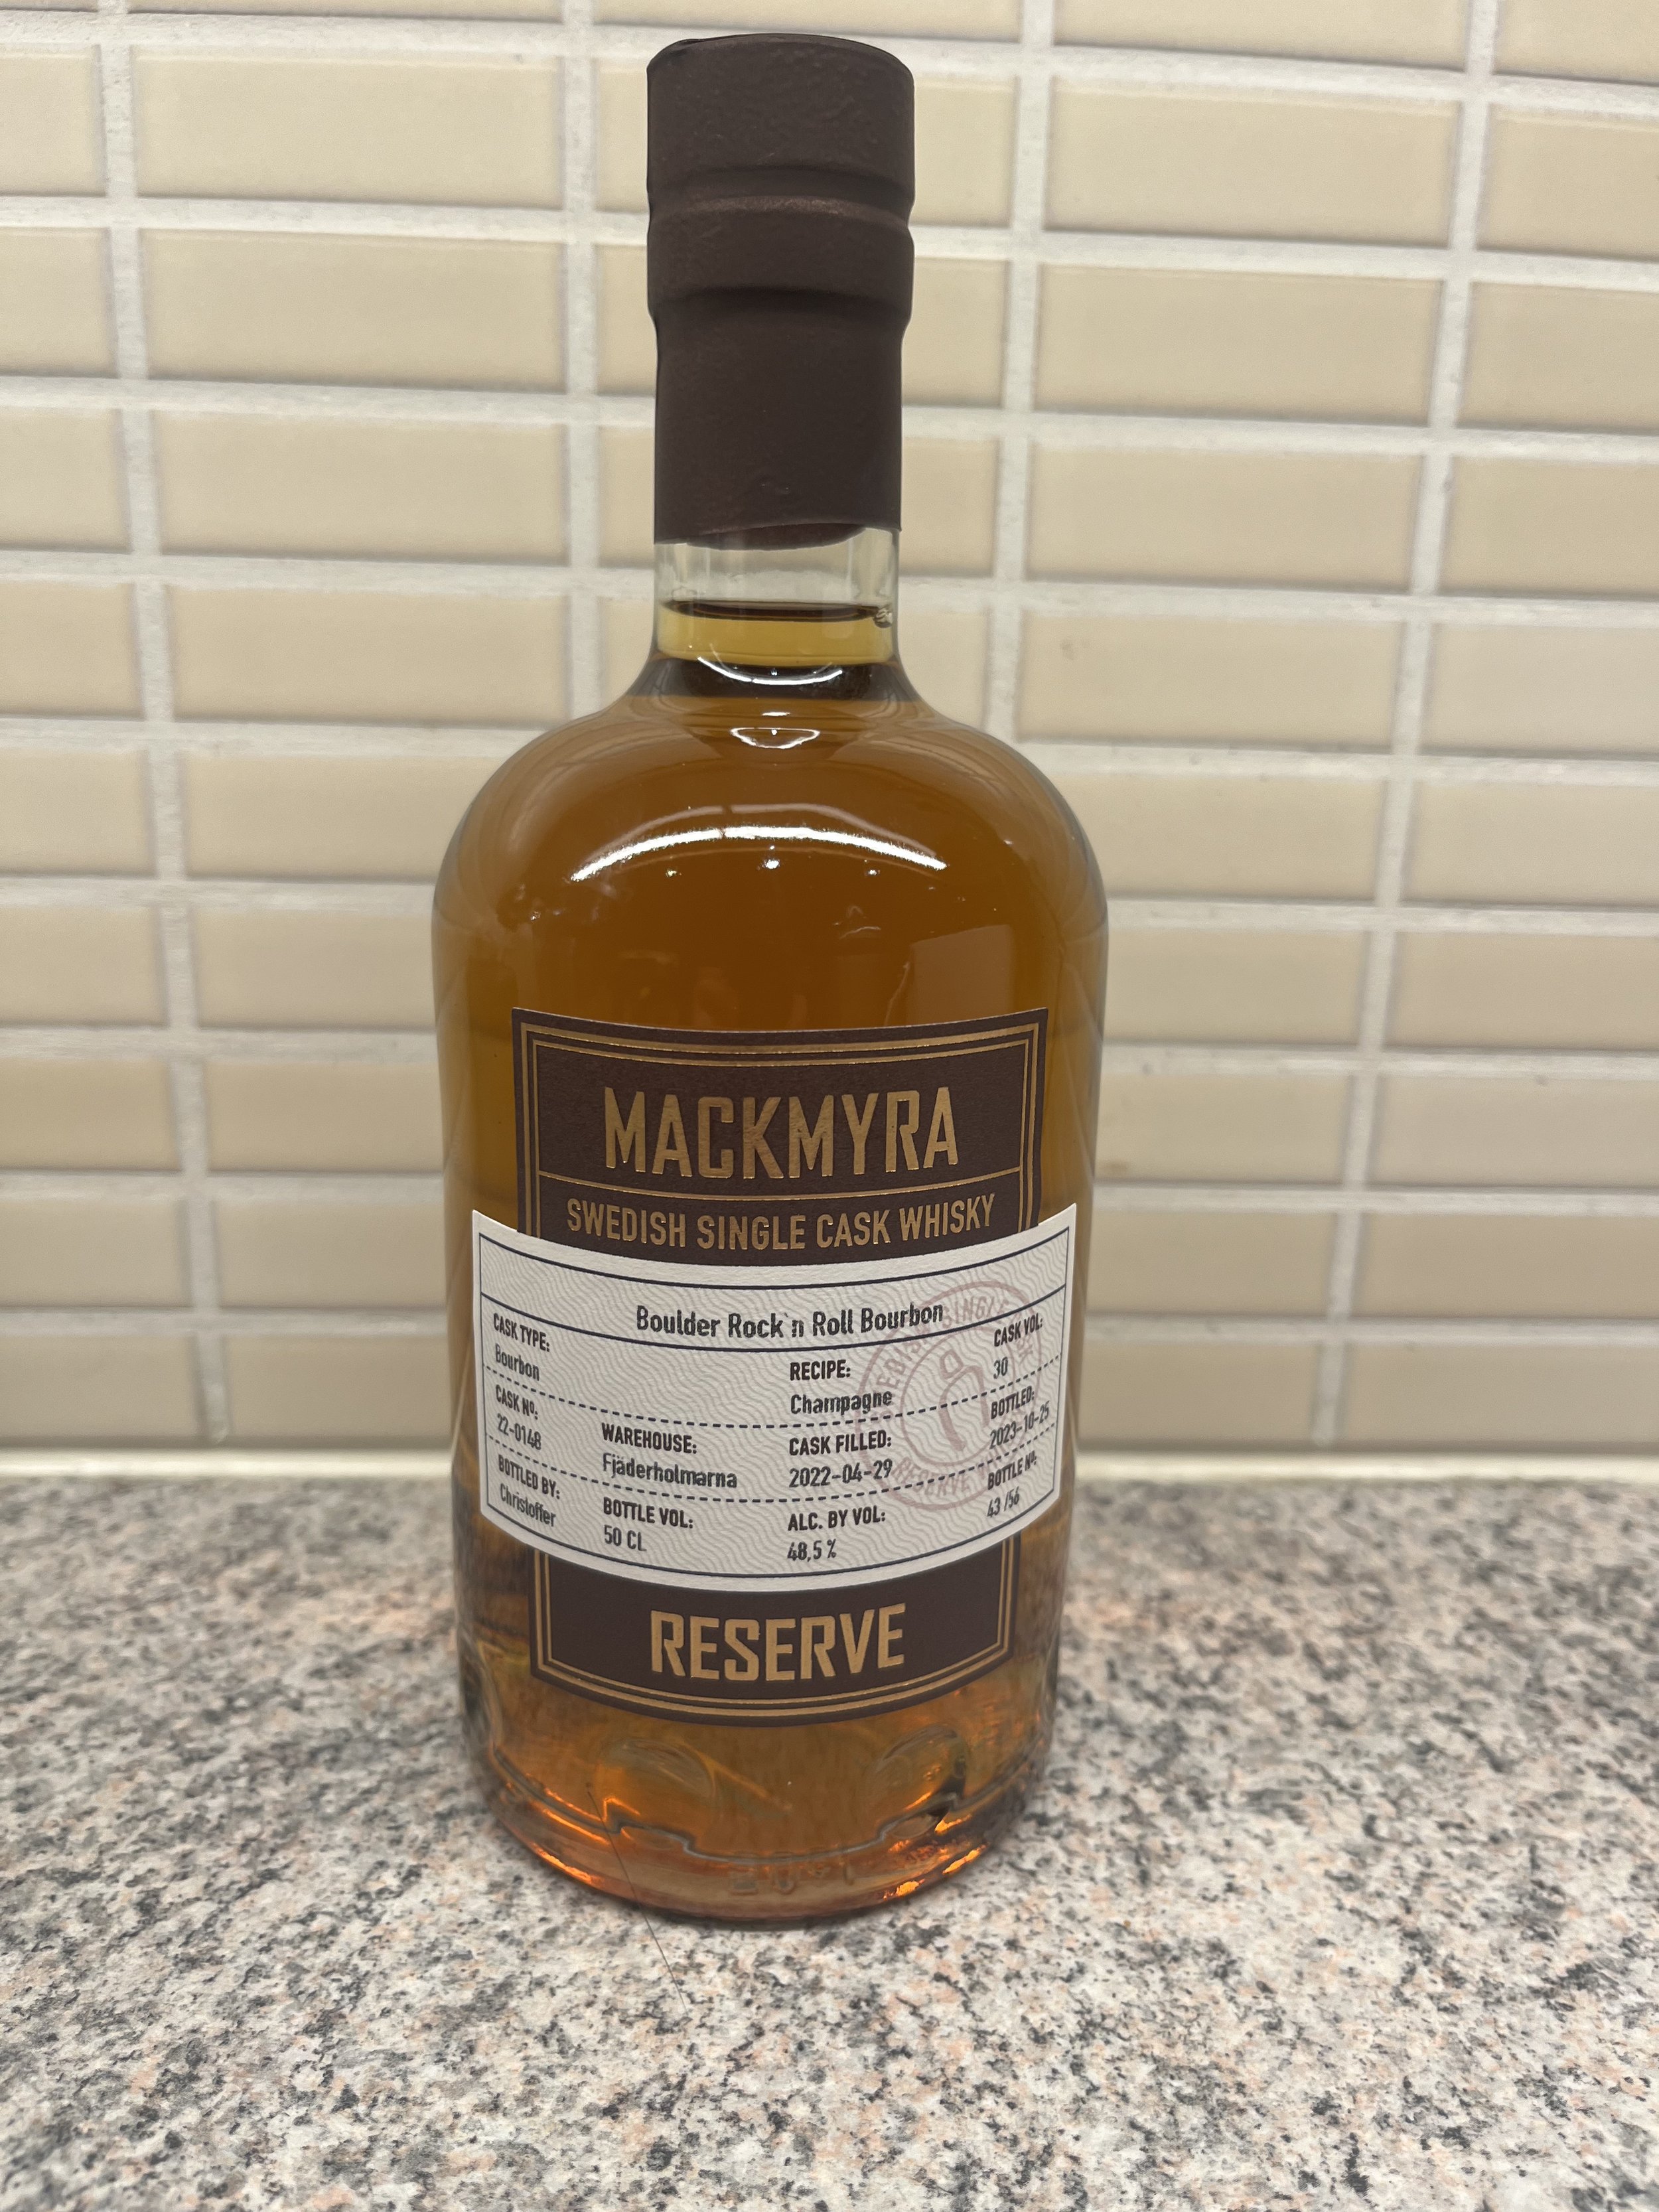 MACKMYRA
SWEDISH SINGLE CASK WHISKY
Boulder Rock´n Roll Bourbon
CASK TYPE:
Bourbon
RECIPE:
Champagne
CASK VOL:
30
CASK Nº:
22-0148
WAREHOUSE:
Fjäderholmarna
CASK FILLED:
2022-04-29
BOTTLED:
2023-10-25
BOTTLED BY:
Christoffer
BOTTLE VOL:
50 CL
ALC. BY VOL:
48,5 %
BOTTLE Nº:
43 /56
RESERVE